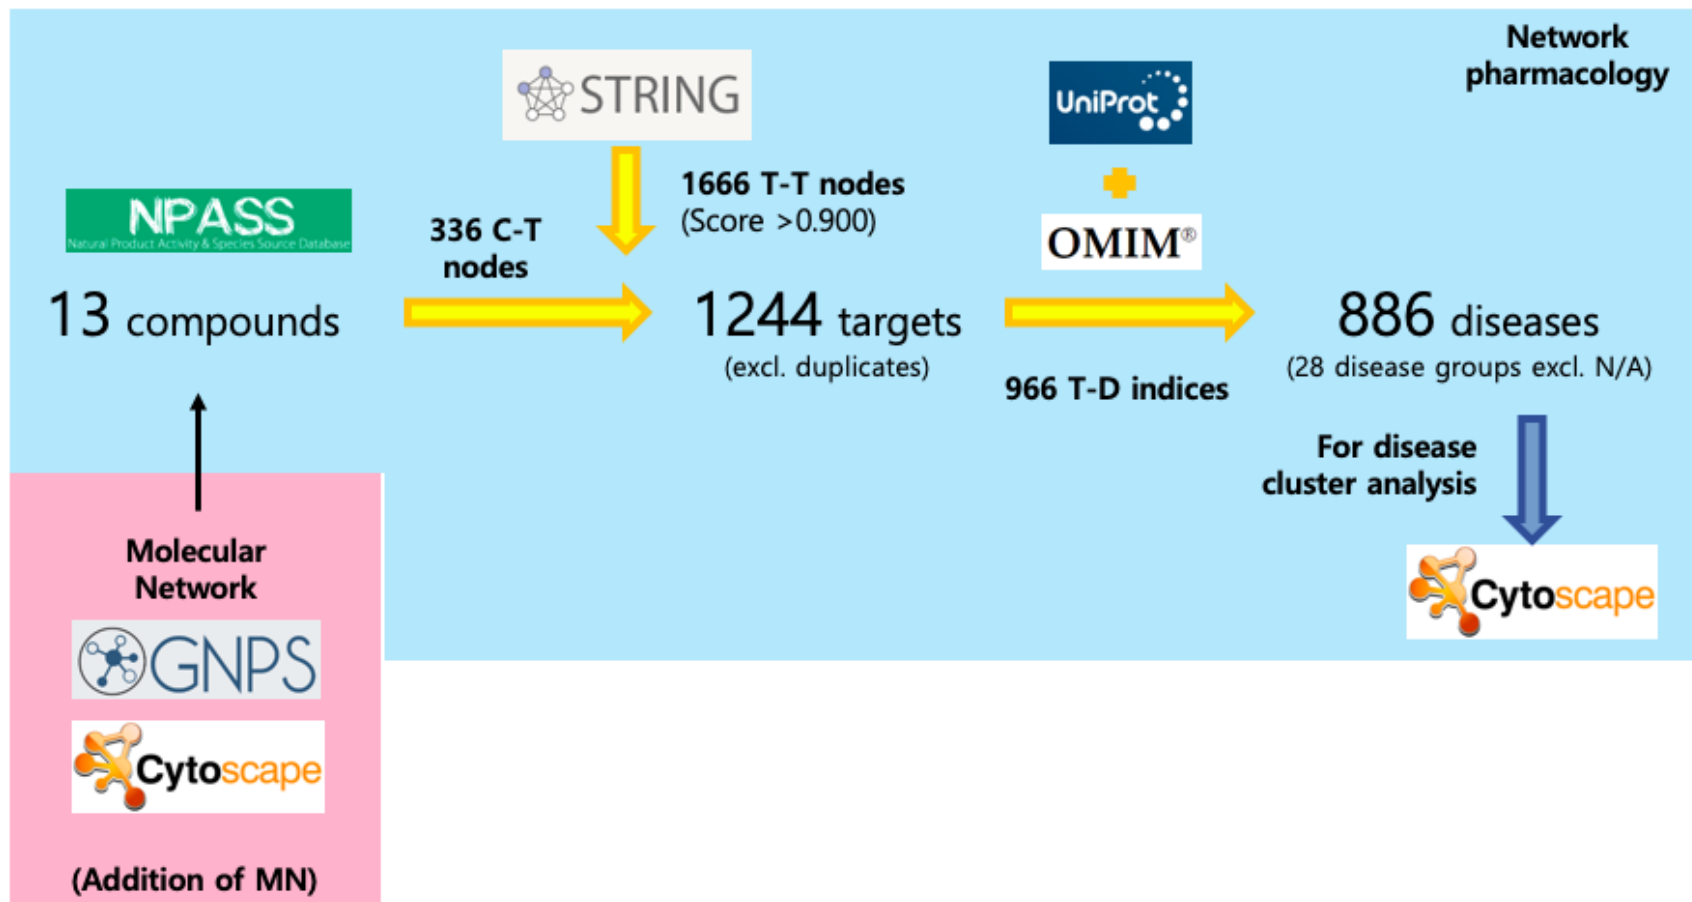 Network
pharmacology
STRING
UniProt
1666 T-T nodes
(Score >0.900)
NPASS
Natural Product Activity & Species Source Database
336 C-T
nodes
OMIM®
13 compounds
1244 targets
(excl. duplicates)
886 diseases
(28 disease groups excl. N/A)
966 T-D indices
For disease
cluster analysis
Cytoscape
Molecular
Network
GNPS
Cytoscape
(Addition of MN)